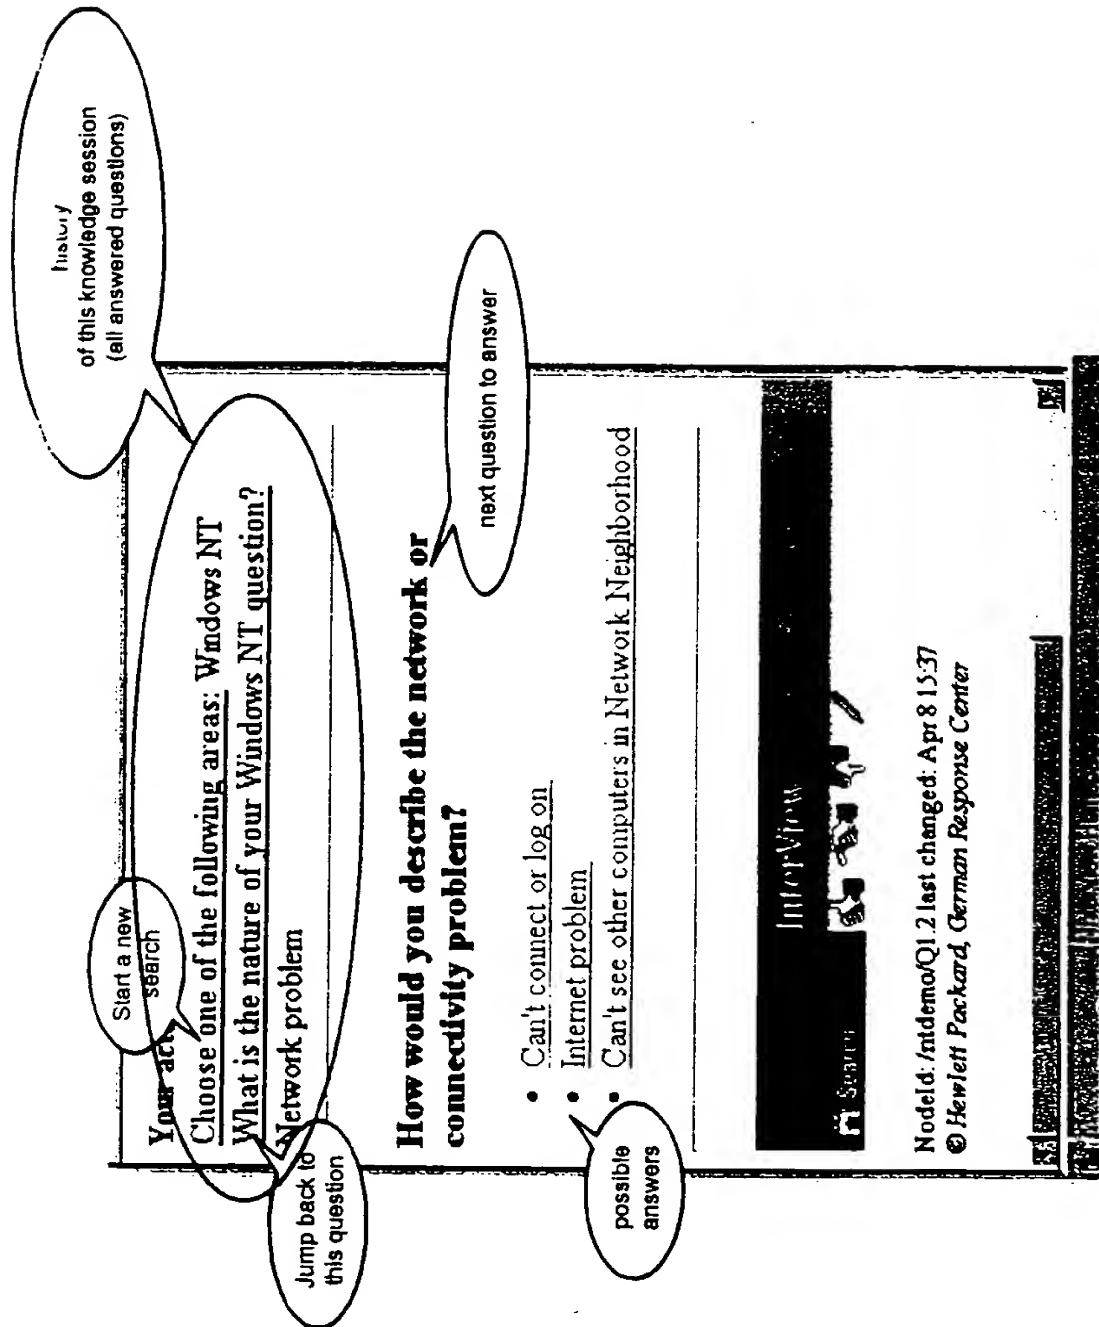 history
of this knowledge session
(all answered questions)
Start a new
search
Your
Choose one of the following areas: Windows NT
What is the nature of your Windows NT question?
Network problem
Jump back to
this question
How would you describe the network or
connectivity problem?
next question to answer
• Can't connect or log on
• Internet problem
• Can't see other computers in Network Neighborhood
possible
answers
InterView
Search
NodeId: /ntdemo/Q1.2 last changed: Apr 8 15:37
© Hewlett Packard, German Response Center